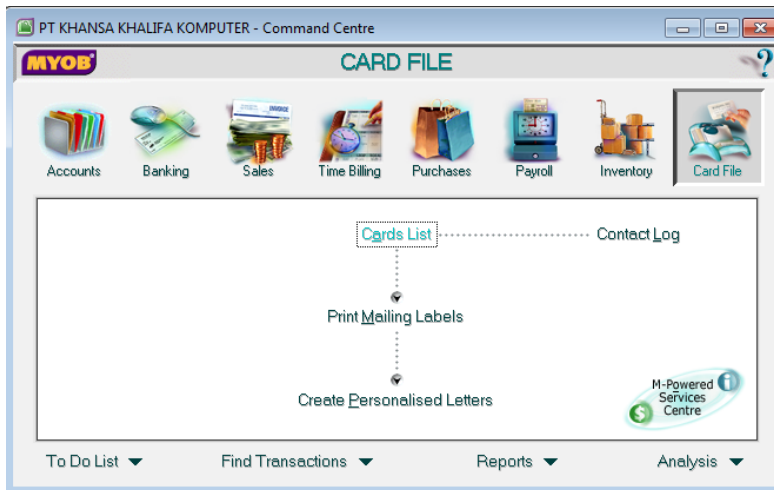 PT KHANSA KHALIFA KOMPUTER - Command Centre
MYOB
CARD FILE
Accounts
Banking
Sales
Time Billing
Purchases
Payroll
Inventory
Card File
Cards List
Contact Log
Print Mailing Labels
Create Personalised Letters
M-Powered
Services
Centre
To Do List
Find Transactions
Reports
Analysis